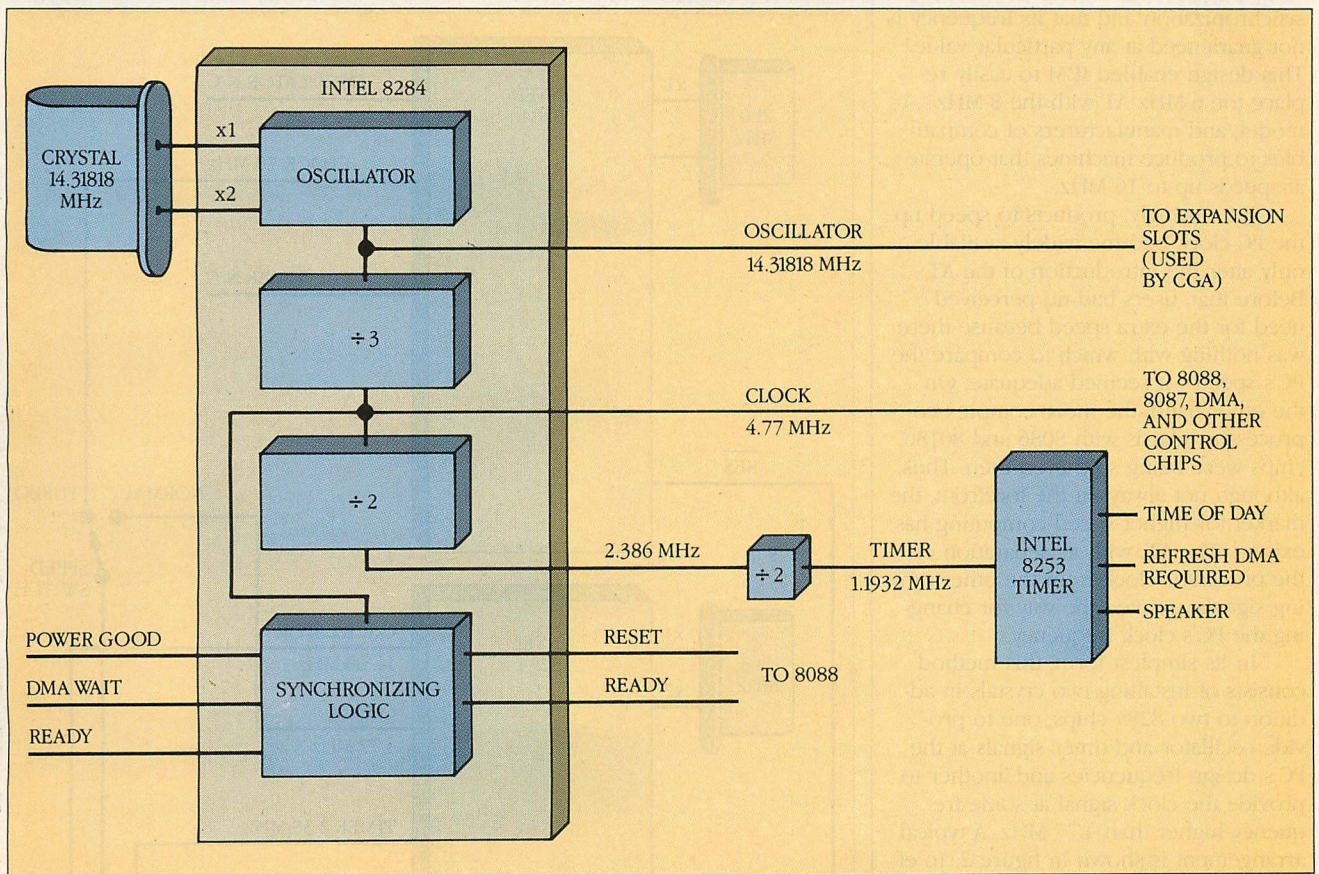 INTEL 8284
CRYSTAL
14.31818
MHz
x1
x2
OSCILLATOR
OSCILLATOR
14.31818 MHz
TO EXPANSION
SLOTS
(USED
BY CGA)
÷3
CLOCK
4.77 MHz
TO 8088,
8087, DMA,
AND OTHER
CONTROL
CHIPS
÷2
2.386 MHz
÷2
TIMER
1.1932 MHz
INTEL
8253
TIMER
TIME OF DAY
REFRESH DMA
REQUIRED
SPEAKER
POWER GOOD
DMA WAIT
READY
SYNCHRONIZING
LOGIC
RESET
READY
TO 8088